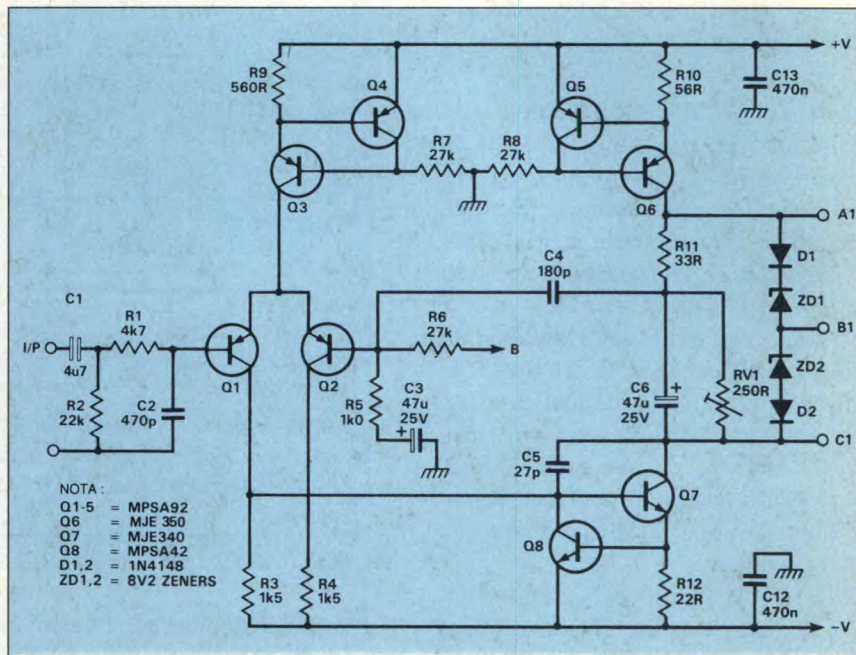 +V
R9
560R
Q4
Q5
R10
56R
C13
470n
R7
27k
R8
27k
Q3
Q6
A1
R11
33R
D1
C4
180p
C1
R1
4k7
R6
27k
ZD1
B1
I/P
4u7
Q1
Q2
B
ZD2
R2
22k
C2
470p
R5
1k0
C3
47u
25V
C6
47u
25V
+
+
RV1
250R
D2
C5
27p
C1
NOTA :
Q1-5 = MPSA92
Q6 = MJE 350
Q7 = MJE340
Q8 = MPSA42
D1,2 = 1N4148
ZD1,2 = 8V2 ZENERS
Q7
Q8
R3
1k5
R4
1k5
R12
22R
C12
470n
-V